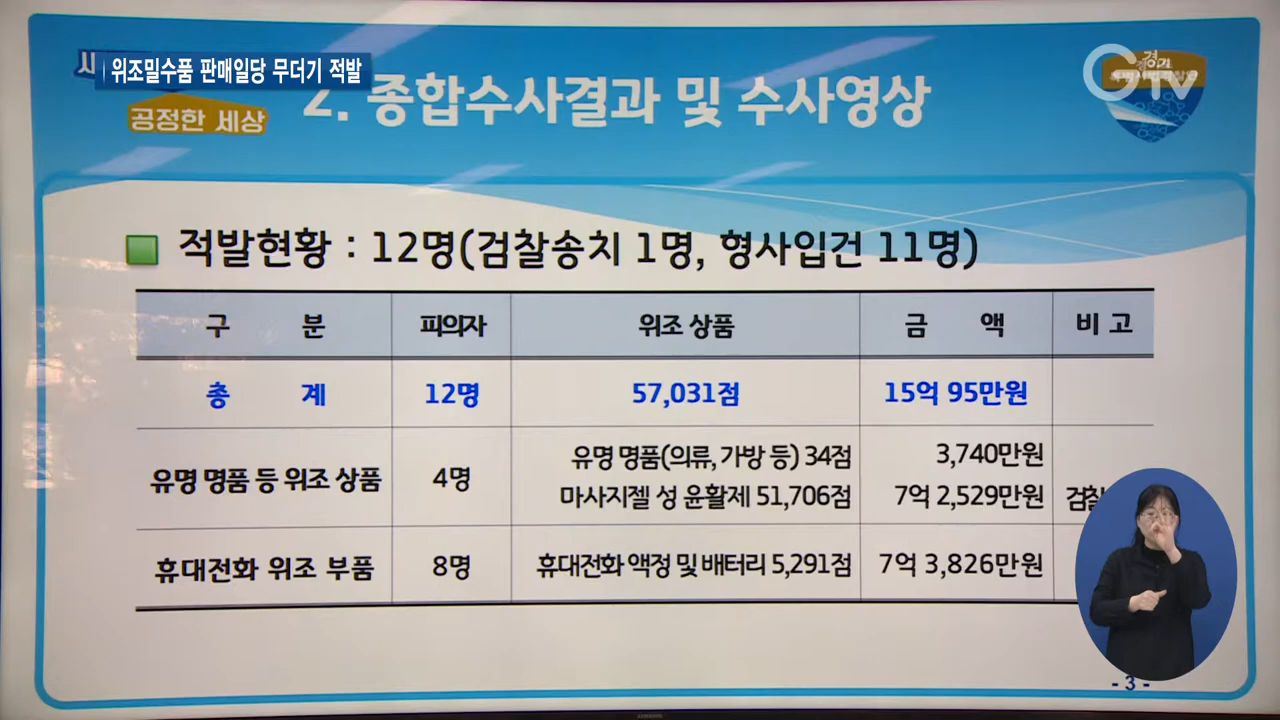 위조밀수품 판매일당 무더기 적발
공정한 세상
2. 종합수사결과 및 수사영상
GTV
적발현황 : 12명(검찰송치 1명, 형사입건 11명)
구 분 피의자 위조 상품 금 액 비 고
총 계 12명 57,031점 15억 95만원
유명 명품 등 위조 상품 4명 유명 명품(의류, 가방 등) 34점 3,740만원
마사지젤 성 윤활제 51,706점 7억 2,529만원
휴대전화 위조 부품 8명 휴대전화 액정 및 배터리 5,291점 7억 3,826만원
- 3 -